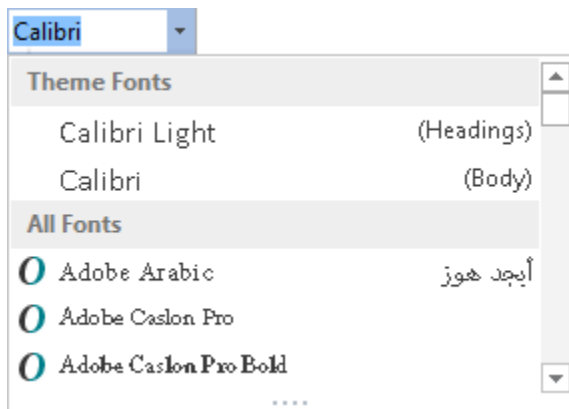 Calibri
Theme Fonts
Calibri Light (Headings)
Calibri (Body)
All Fonts
Adobe Arabic أبجد هوز
Adobe Caslon Pro
Adobe Caslon Pro Bold